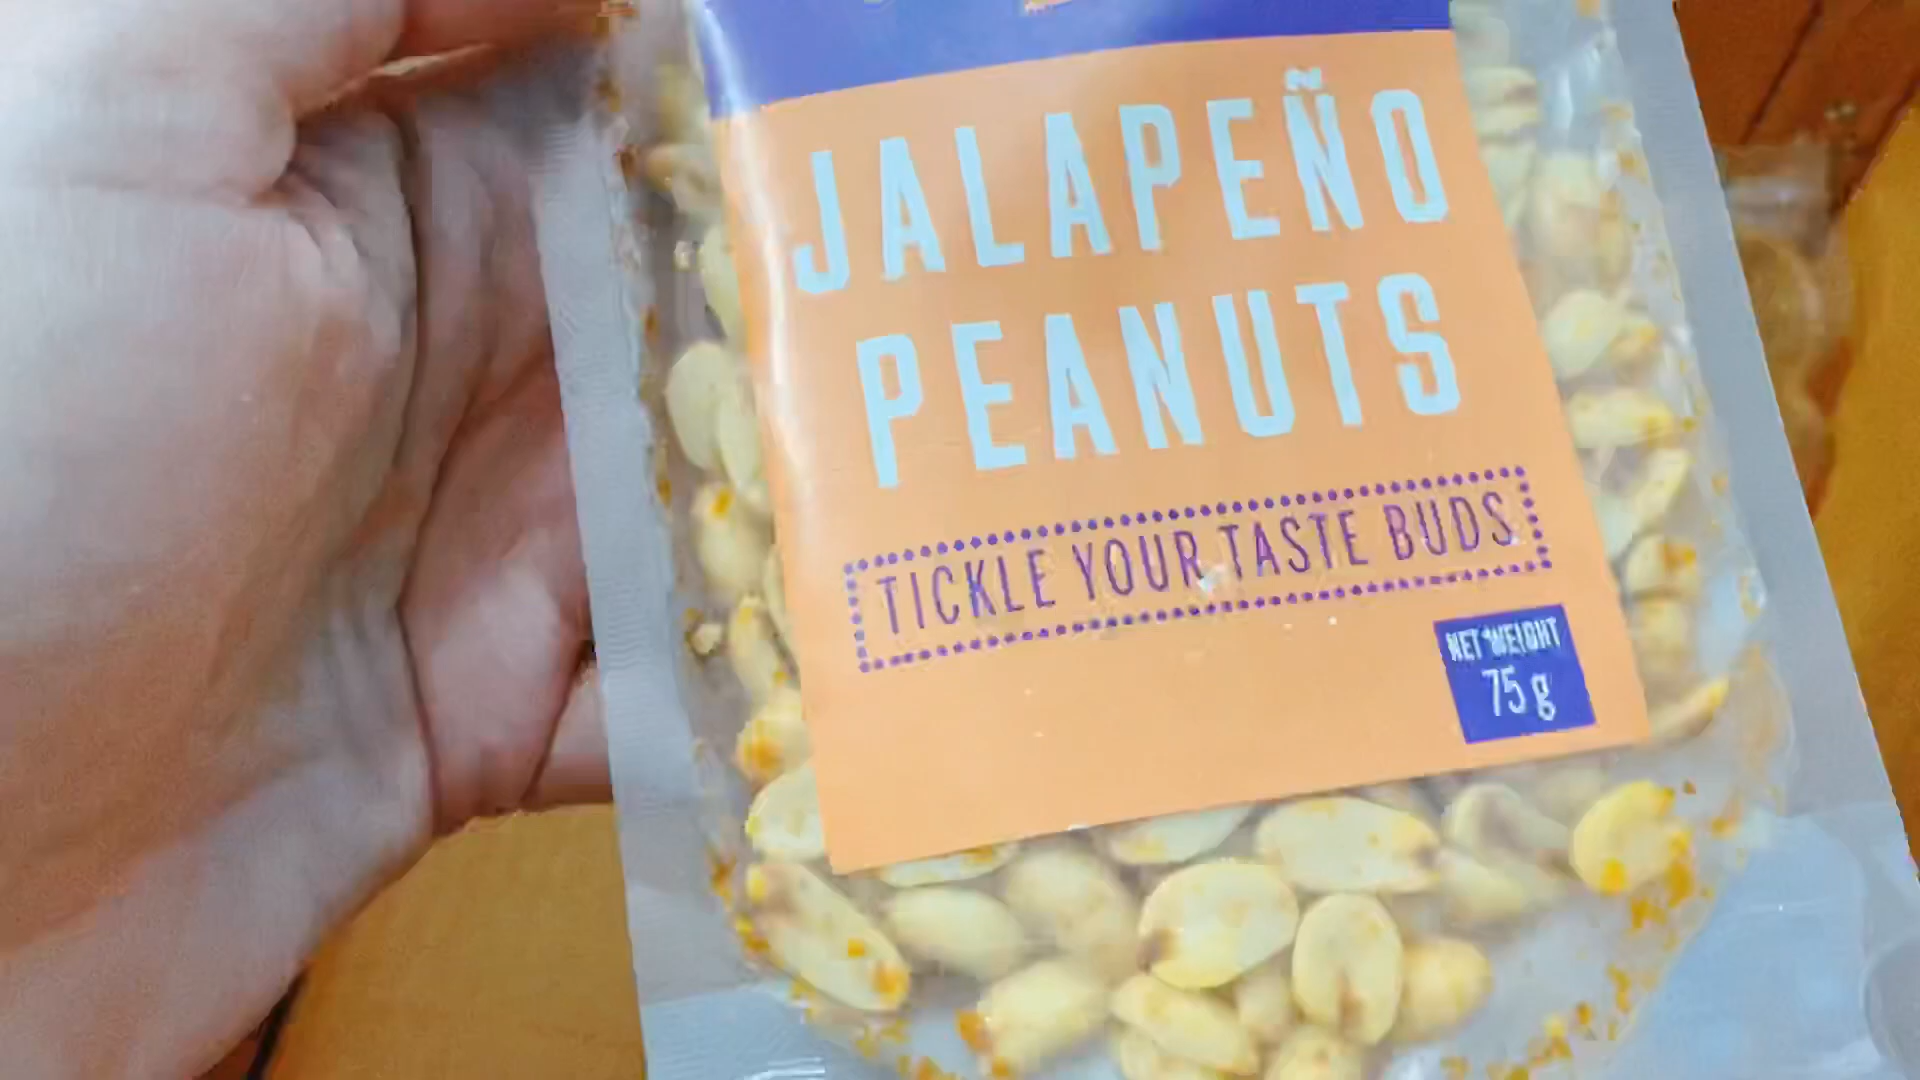 JALAPEÑO
PEANUTS
TICKLE YOUR TASTE BUDS
NET WEIGHT
75 g